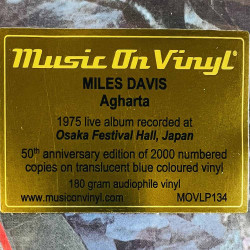 Music On Vinyl®
MILES DAVIS
Agharta
1975 live album recorded at
Osaka Festival Hall, Japan
50th anniversary edition of 2000 numbered
copies on translucent blue coloured vinyl
180 gram audiophile vinyl
www.musiconvinyl.com MOVLP134